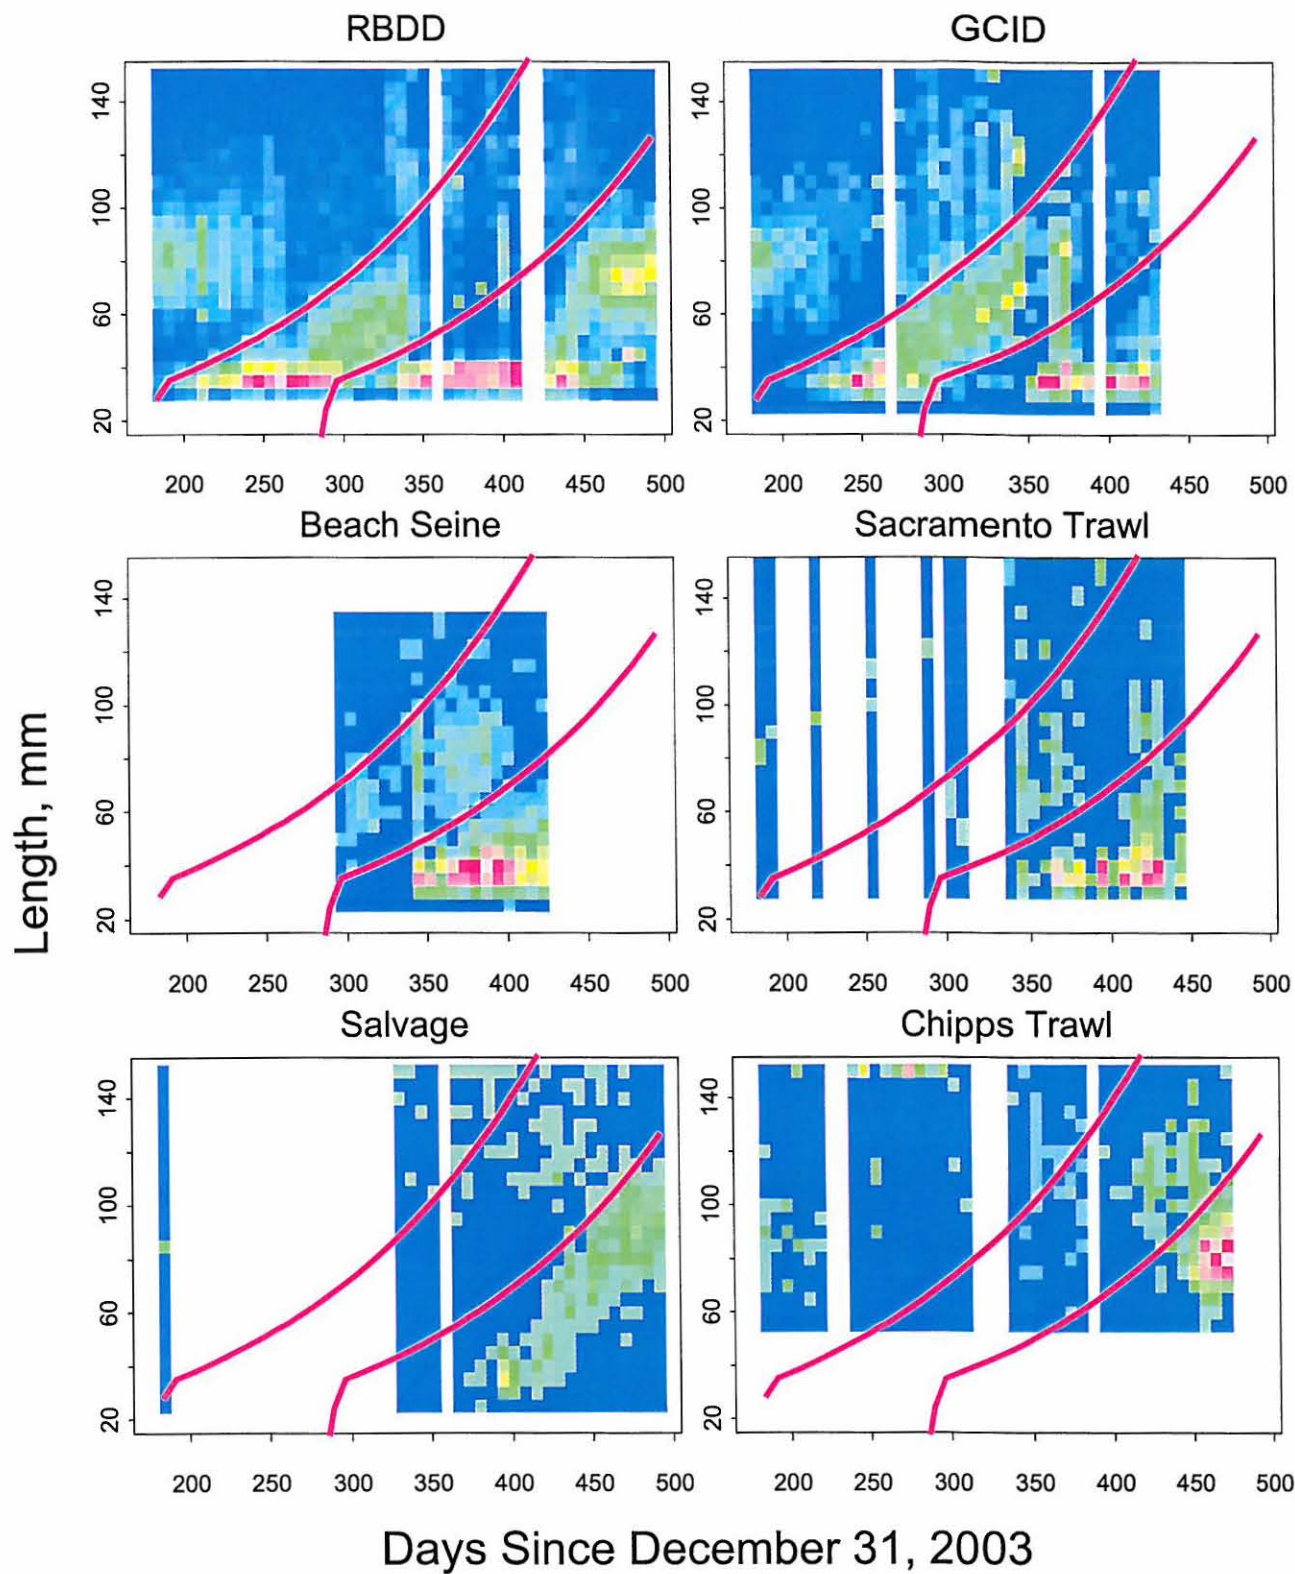 RBDD GCID
140 140
100 100
60 60
20 20
200 250 300 350 400 450 500 200 250 300 350 400 450 500
Beach Seine Sacramento Trawl
140 140
100 100
60 60
20 20
200 250 300 350 400 450 500 200 250 300 350 400 450 500
Length, mm
Salvage Chipps Trawl
140 140
100 100
60 60
20 20
200 250 300 350 400 450 500 200 250 300 350 400 450 500
Days Since December 31, 2003